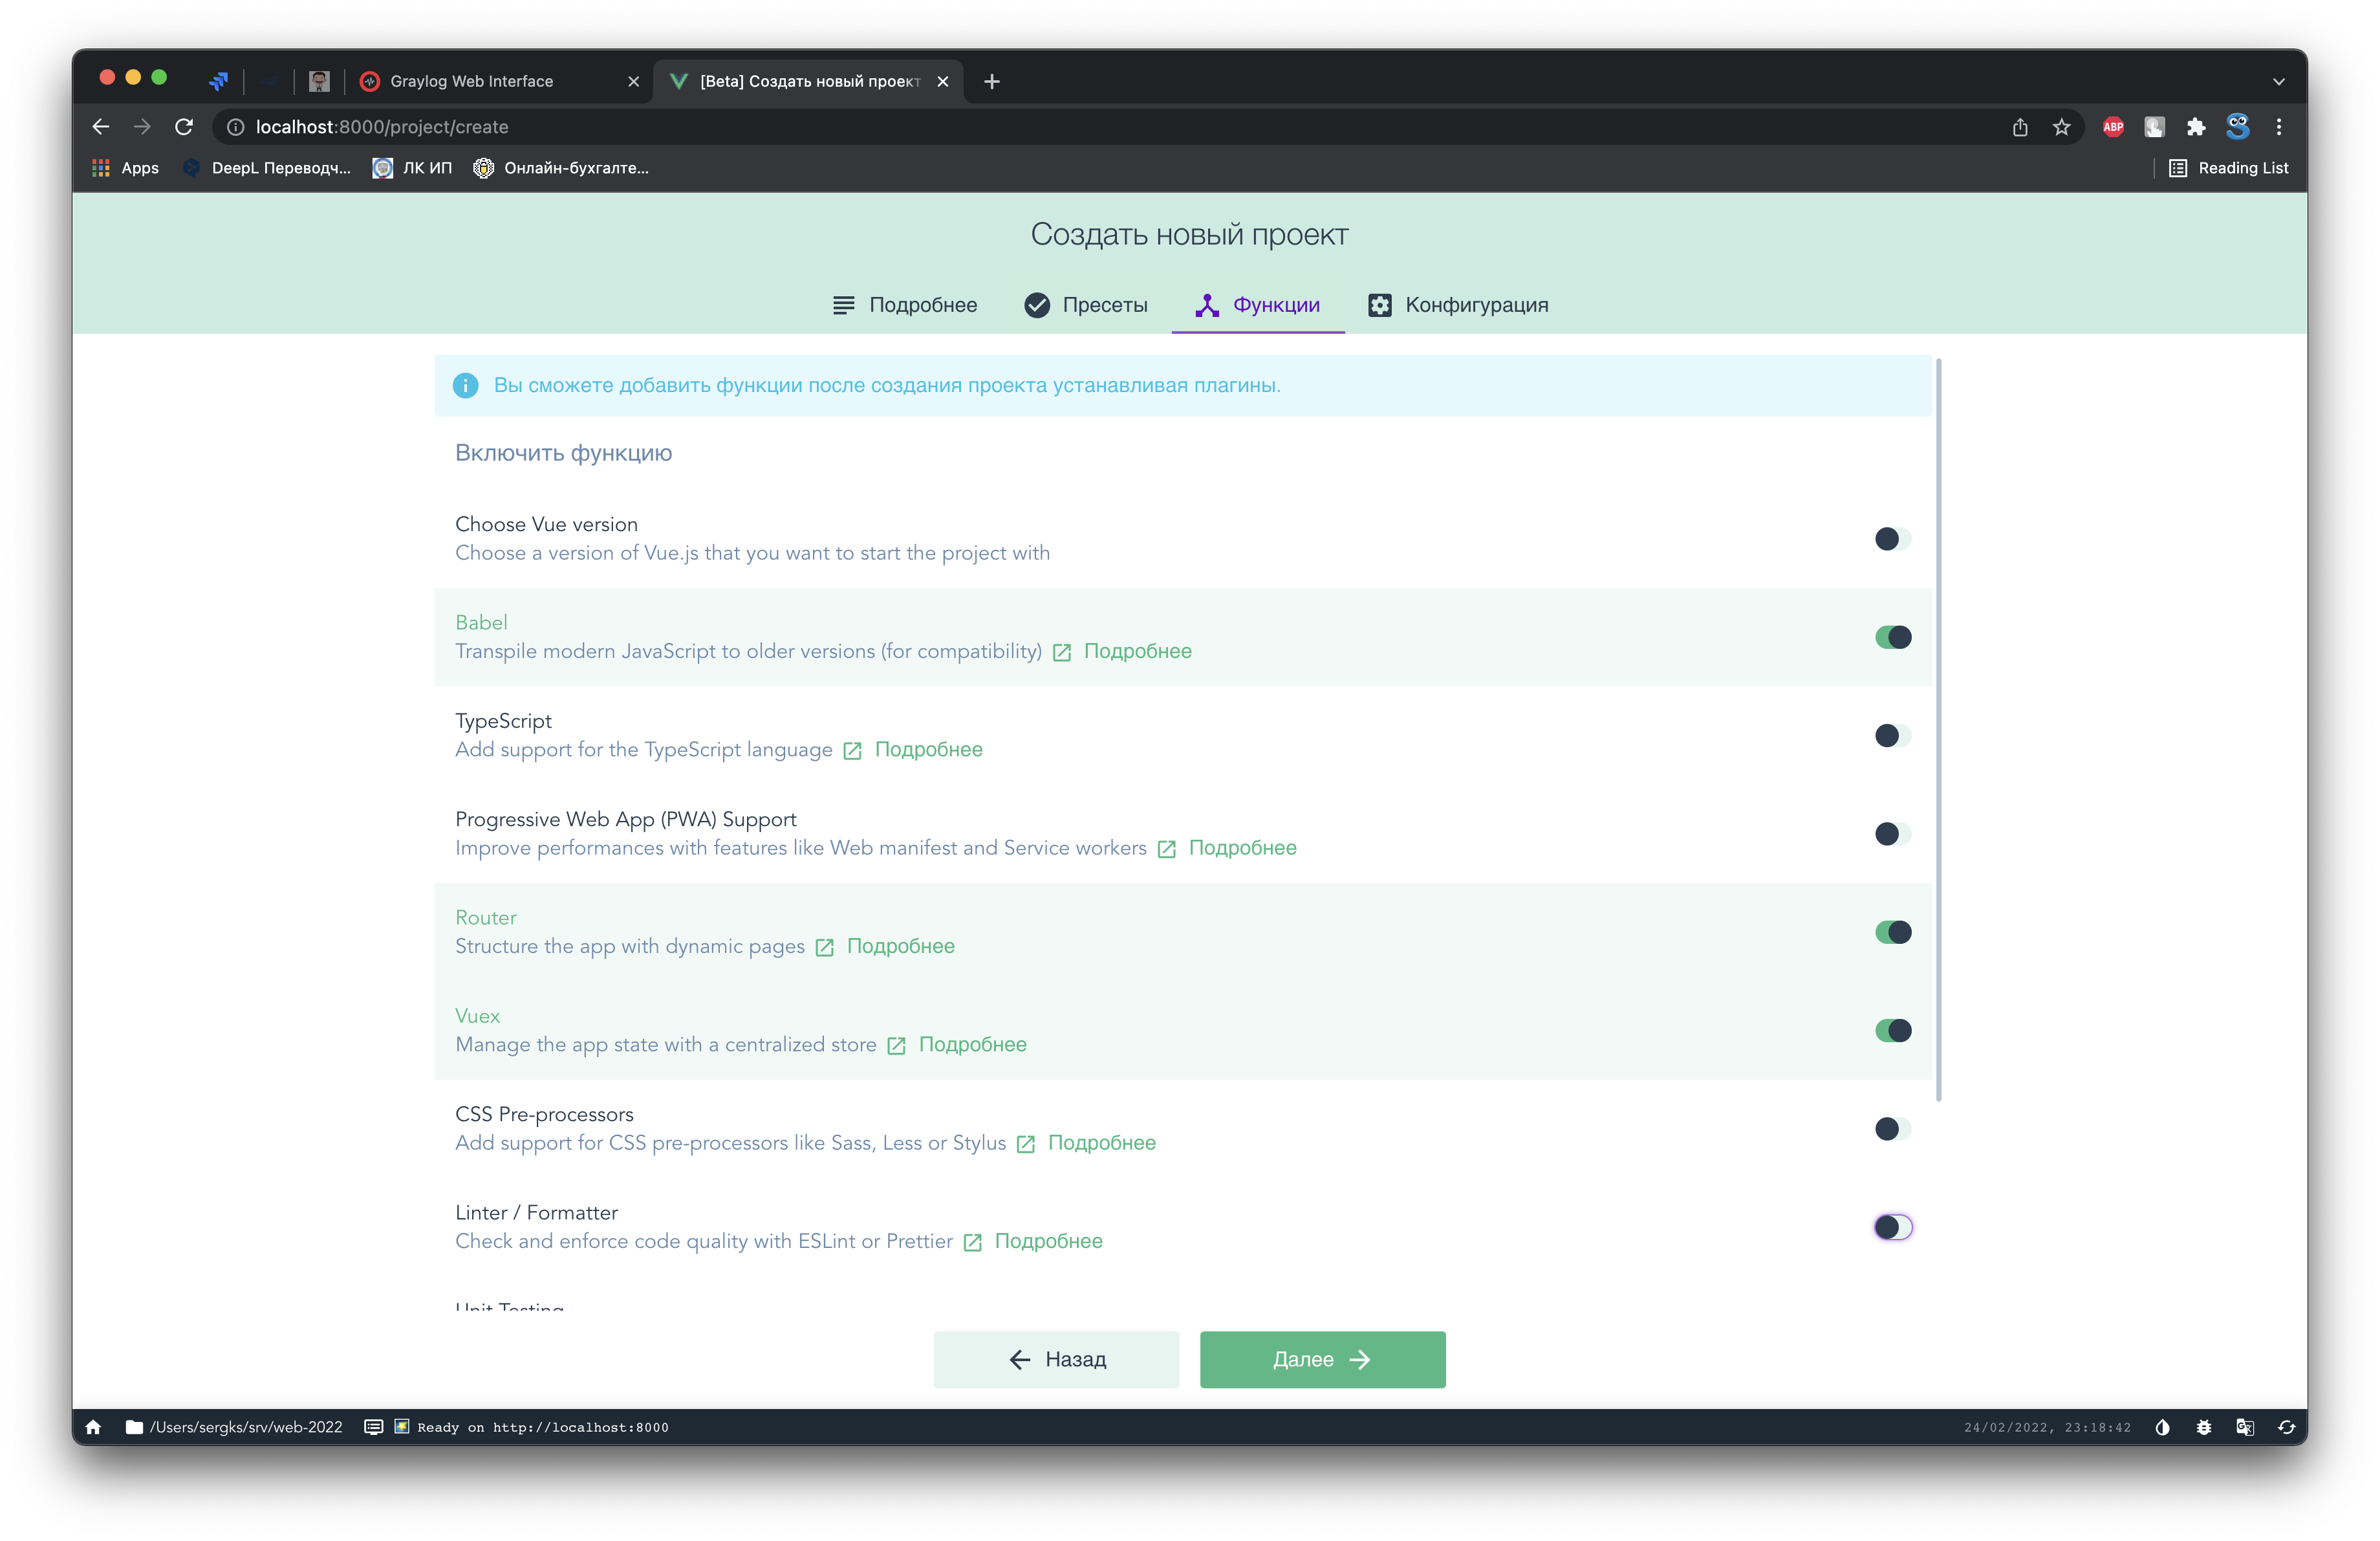 Graylog Web Interface
[Beta] Создать новый проект
localhost:8000/project/create
ABP
Apps
DeepL Переводч...
ЛК ИП
Онлайн-бухгалте...
Reading List
Создать новый проект
Подробнее
Пресеты
Функции
Конфигурация
Вы сможете добавить функции после создания проекта устанавливая плагины.
Включить функцию
Choose Vue version
Choose a version of Vue.js that you want to start the project with
Babel
Transpile modern JavaScript to older versions (for compatibility) Подробнее
TypeScript
Add support for the TypeScript language Подробнее
Progressive Web App (PWA) Support
Improve performances with features like Web manifest and Service workers Подробнее
Router
Structure the app with dynamic pages Подробнее
Vuex
Manage the app state with a centralized store Подробнее
CSS Pre-processors
Add support for CSS pre-processors like Sass, Less or Stylus Подробнее
Linter / Formatter
Check and enforce code quality with ESLint or Prettier Подробнее
Unit Testing
Назад
Далее
/Users/sergks/srv/web-2022
Ready on http://localhost:8000
24/02/2022, 23:18:42